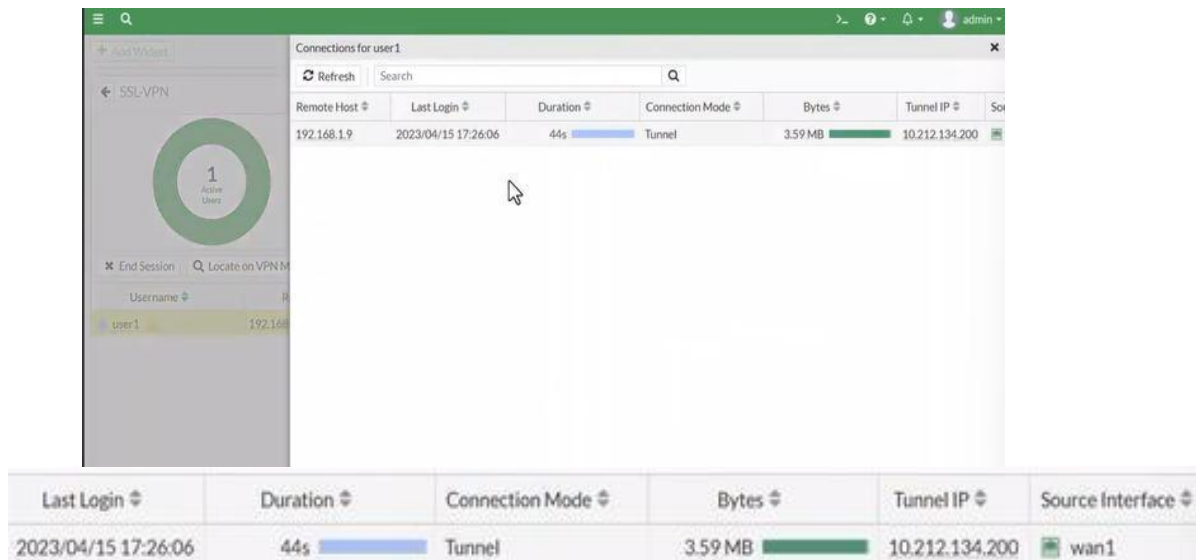 >_ ? admin
+ Add Widget
Connections for user1
Refresh Search
SSL-VPN
Remote Host Last Login Duration Connection Mode Bytes Tunnel IP Sou
192.168.1.9 2023/04/15 17:26:06 44s Tunnel 3.59 MB 10.212.134.200
1
Active
Users
End Session Locate on VPN M
Username R
user1 192.168
Last Login Duration Connection Mode Bytes Tunnel IP Source Interface
2023/04/15 17:26:06 44s Tunnel 3.59 MB 10.212.134.200 wan1